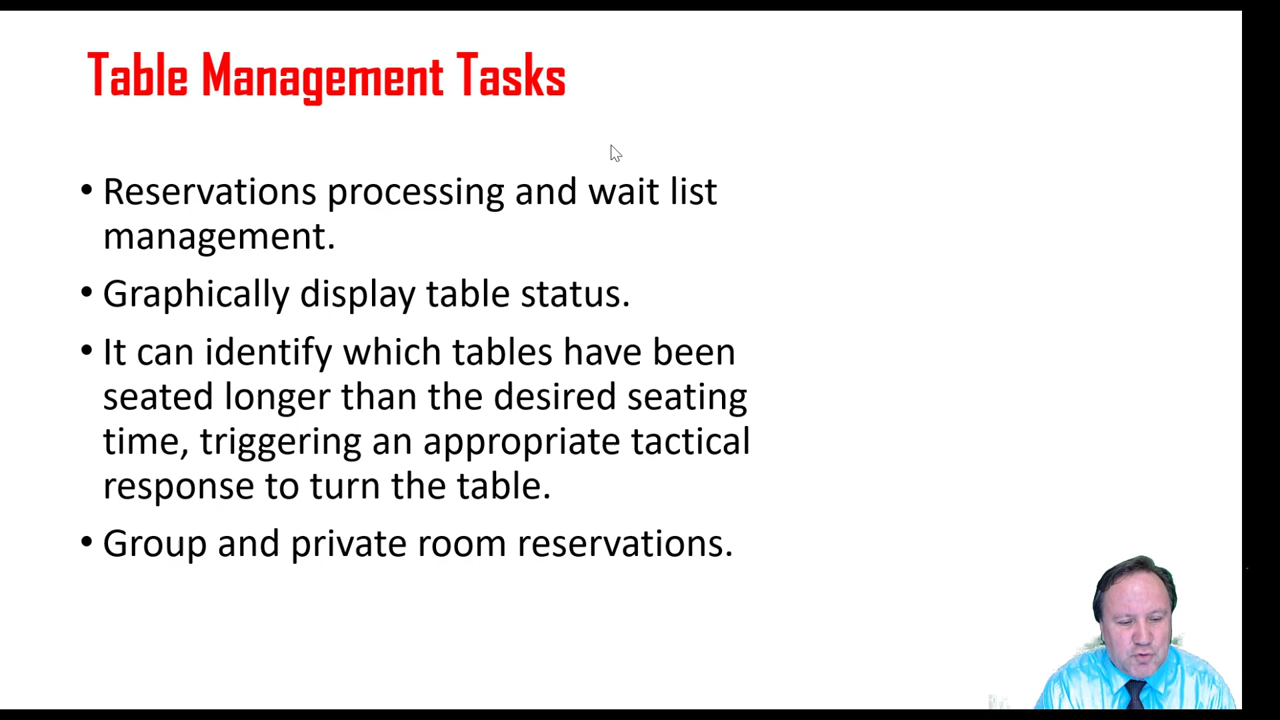 Table Management Tasks
• Reservations processing and wait list
management.
• Graphically display table status.
• It can identify which tables have been
seated longer than the desired seating
time, triggering an appropriate tactical
response to turn the table.
• Group and private room reservations.